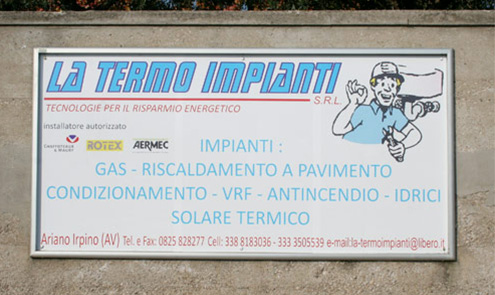 LA TERMO IMPIANTI
S.R.L.
TECNOLOGIE PER IL RISPARMIO ENERGETICO
installatore autorizzato
ROTEX AERMEC
IMPIANTI :
GAS - RISCALDAMENTO A PAVIMENTO
CONDIZIONAMENTO - VRF - ANTINCENDIO - IDRICI
SOLARE TERMICO
Ariano Irpino (AV) Tel. e Fax: 0825 828277 Cell: 338 8183036 - 333 3505539 e-mail:la-termoimpianti@libero.it